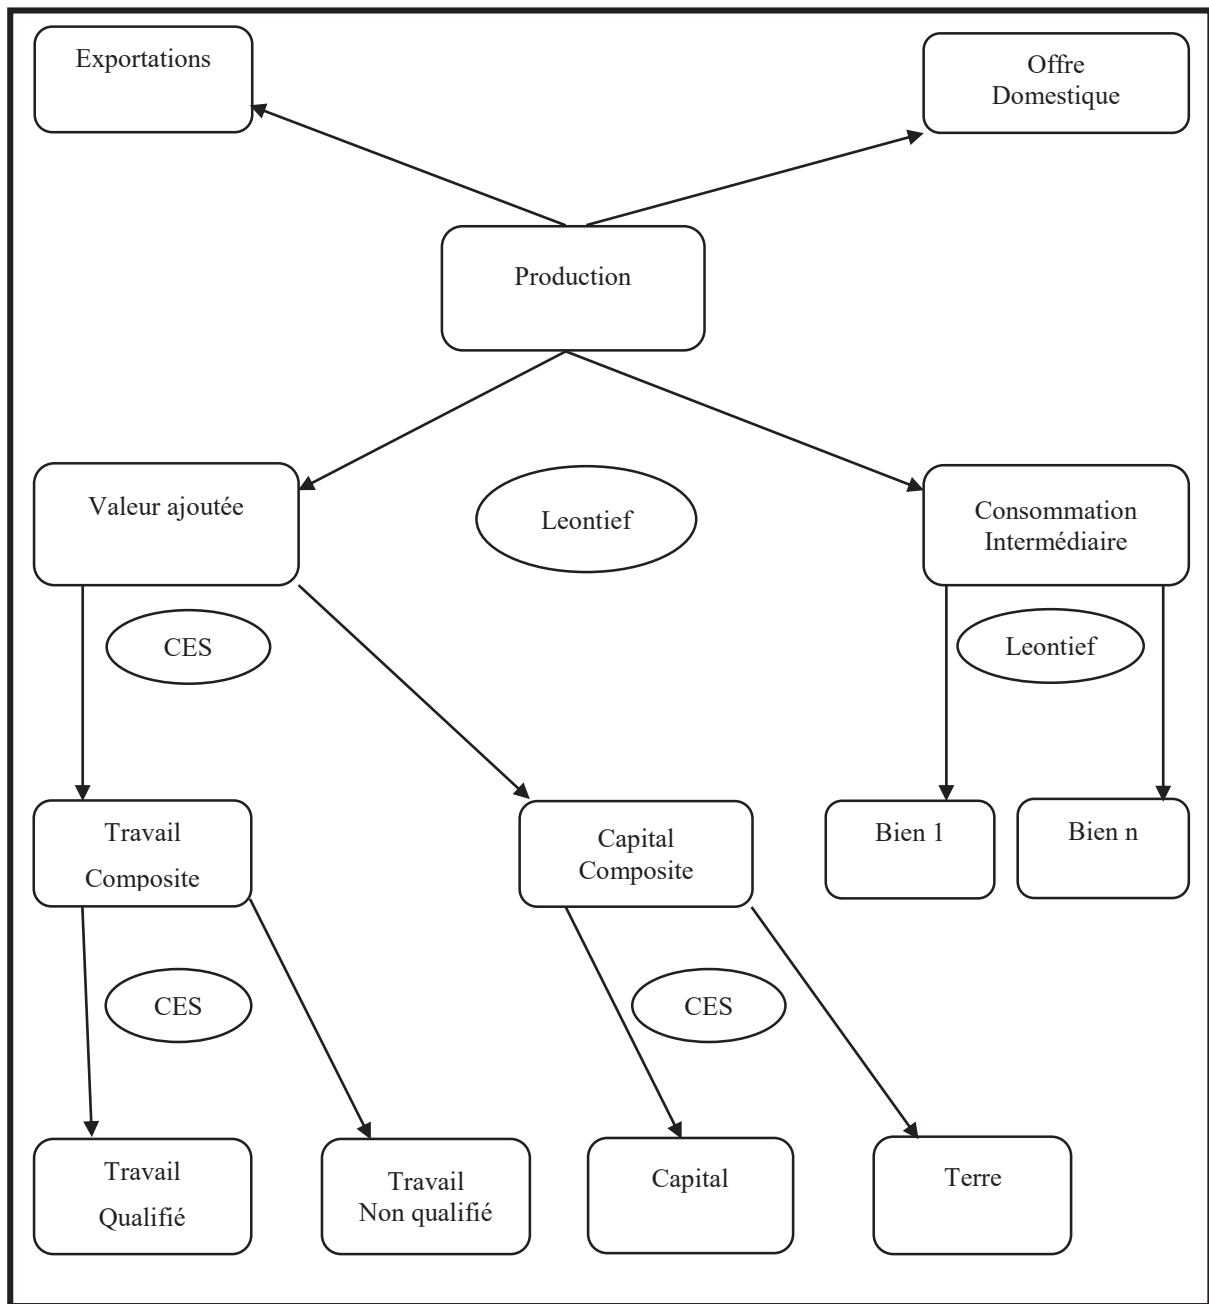 Exportations
Offre
Domestique
Production
Valeur ajoutée
Leontief
Consommation
Intermédiaire
CES
Leontief
Travail
Composite
Capital
Composite
Bien 1
Bien n
CES
CES
Travail
Qualifié
Travail
Non qualifié
Capital
Terre